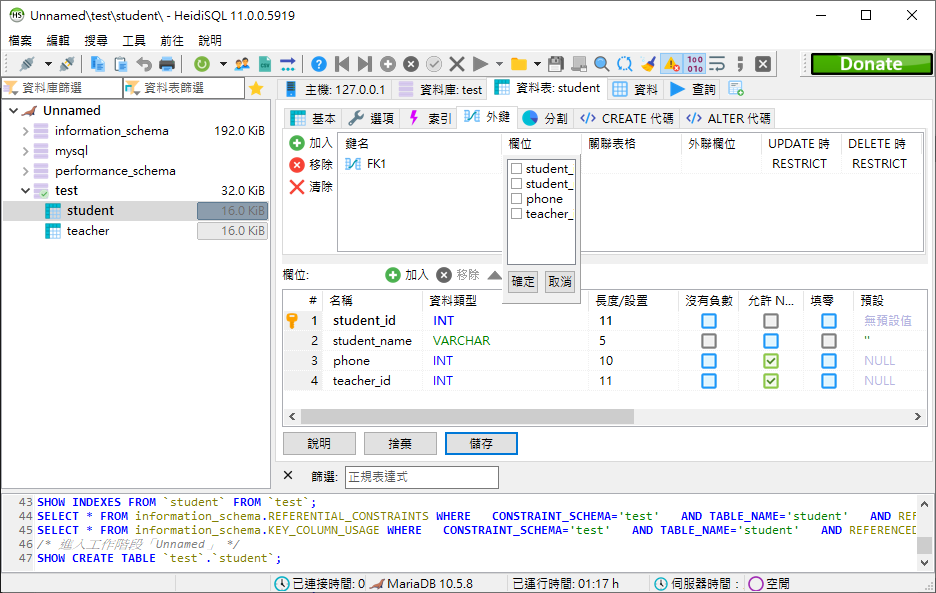 Unnamed\test\student\ - HeidiSQL 11.0.0.5919
檔案 編輯 搜尋 工具 前往 說明
Donate
資料庫篩選 資料表篩選
主機: 127.0.0.1 資料庫: test 資料表: student 資料 查詢
Unnamed
information_schema 192.0 KiB
mysql
performance_schema
test 32.0 KiB
student 16.0 KiB
teacher 16.0 KiB
基本 選項 索引 外鍵 分割 CREATE 代碼 ALTER 代碼
加入
移除
清除
鍵名 欄位 關聯表格 外聯欄位 UPDATE 時 DELETE 時
FK1 RESTRICT RESTRICT
student_
student_
phone
teacher_
確定 取消
欄位: 加入 移除
# 名稱 資料類型 長度/設置 沒有負數 允許 N... 填零 預設
1 student_id INT 11 無預設值
2 student_name VARCHAR 5 ''
3 phone INT 10 NULL
4 teacher_id INT 11 NULL
說明 捨棄 儲存
篩選: 正規表達式
43 SHOW INDEXES FROM `student` FROM `test`;
44 SELECT * FROM information_schema.REFERENTIAL_CONSTRAINTS WHERE CONSTRAINT_SCHEMA='test' AND TABLE_NAME='student' AND REF
45 SELECT * FROM information_schema.KEY_COLUMN_USAGE WHERE CONSTRAINT_SCHEMA='test' AND TABLE_NAME='student' AND REFERENCED
46 /* 進入工作階段「Unnamed」 */
47 SHOW CREATE TABLE `test`.`student`;
已連接時間: 0 MariaDB 10.5.8 已運行時間: 01:17 h 伺服器時間: 空閒